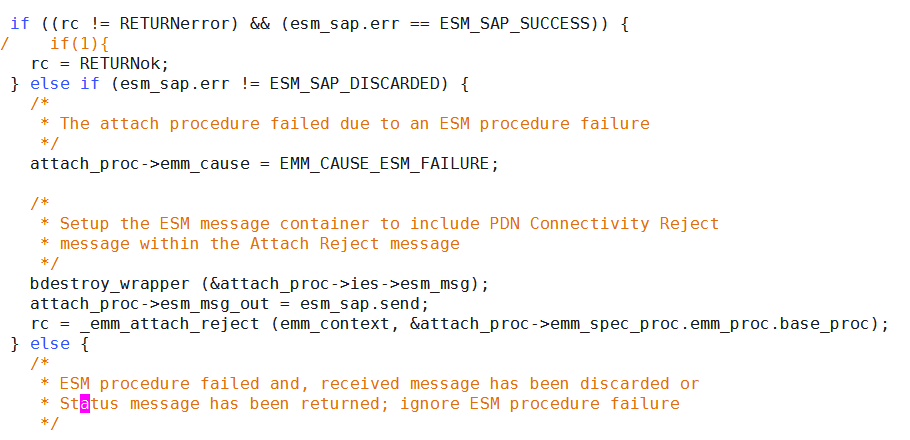 if ((rc != RETURNerror) && (esm_sap.err == ESM_SAP_SUCCESS)) {
/    if(1){
  rc = RETURNok;
} else if (esm_sap.err != ESM_SAP_DISCARDED) {
  /*
   * The attach procedure failed due to an ESM procedure failure
   */
  attach_proc->emm_cause = EMM_CAUSE_ESM_FAILURE;

  /*
   * Setup the ESM message container to include PDN Connectivity Reject
   * message within the Attach Reject message
   */
  bdestroy_wrapper (&attach_proc->ies->esm_msg);
  attach_proc->esm_msg_out = esm_sap.send;
  rc = _emm_attach_reject (emm_context, &attach_proc->emm_spec_proc.emm_proc.base_proc);
} else {
  /*
   * ESM procedure failed and, received message has been discarded or
   * Status message has been returned; ignore ESM procedure failure
   */